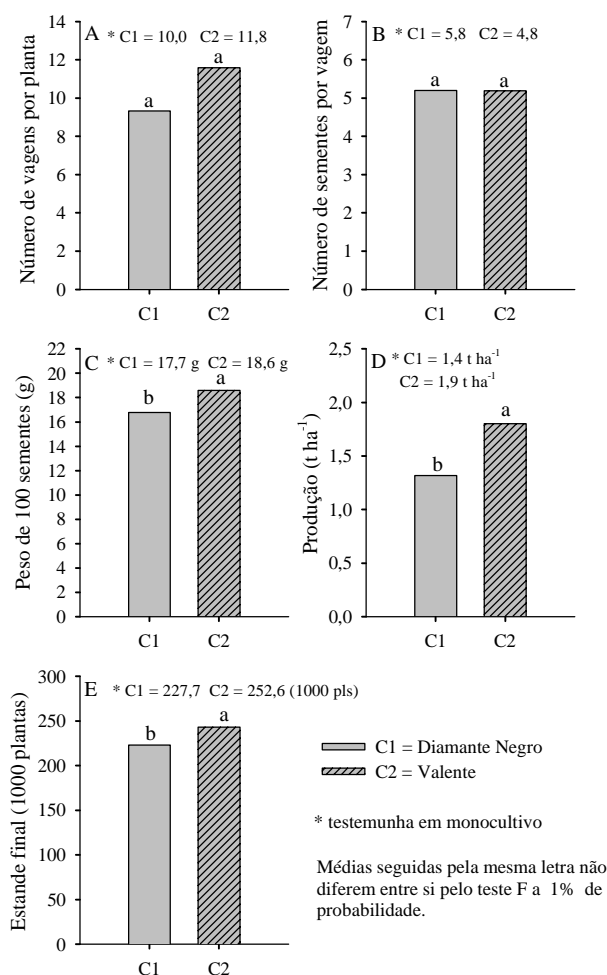 A * C1 = 10,0 C2 = 11,8
Número de vagens por planta
14
12
10
8
6
4
2
0
a
a
C1
C2
B * C1 = 5,8 C2 = 4,8
Número de sementes por vagem
7
6
5
4
3
2
1
0
a
a
C1
C2
C * C1 = 17,7 g C2 = 18,6 g
Peso de 100 sementes (g)
22
20
18
16
14
12
10
8
6
4
2
0
b
a
C1
C2
D * C1 = 1,4 t ha⁻¹
C2 = 1,9 t ha⁻¹
Produção (t ha⁻¹)
2,5
2,0
1,5
1,0
0,5
0,0
b
a
C1
C2
E * C1 = 227,7 C2 = 252,6 (1000 pls)
Estande final (1000 plantas)
300
250
200
150
100
50
0
b
a
C1
C2
C1 = Diamante Negro
C2 = Valente
* testemunha em monocultivo
Médias seguidas pela mesma letra não
diferem entre si pelo teste F a 1% de
probabilidade.